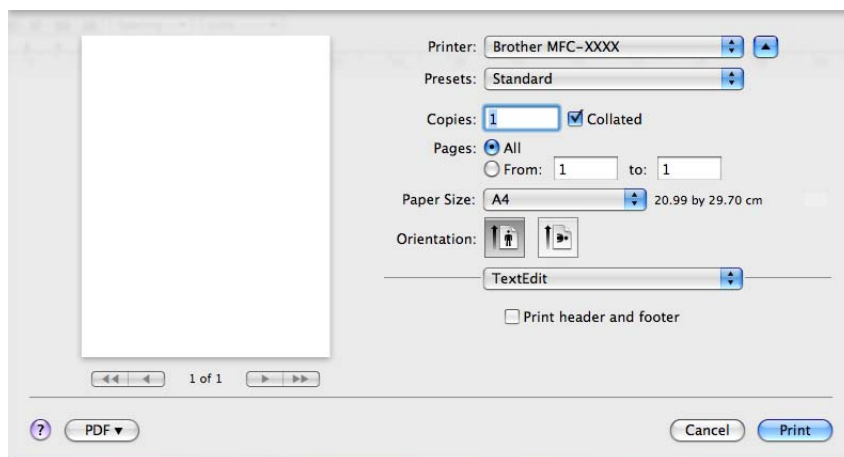 Printer: Brother MFC-XXXX
Presets: Standard
Copies: 1 Collated
Pages: All
From: 1 to: 1
Paper Size: A4 20.99 by 29.70 cm
Orientation:
TextEdit
Print header and footer
1 of 1
? PDF▼ Cancel Print